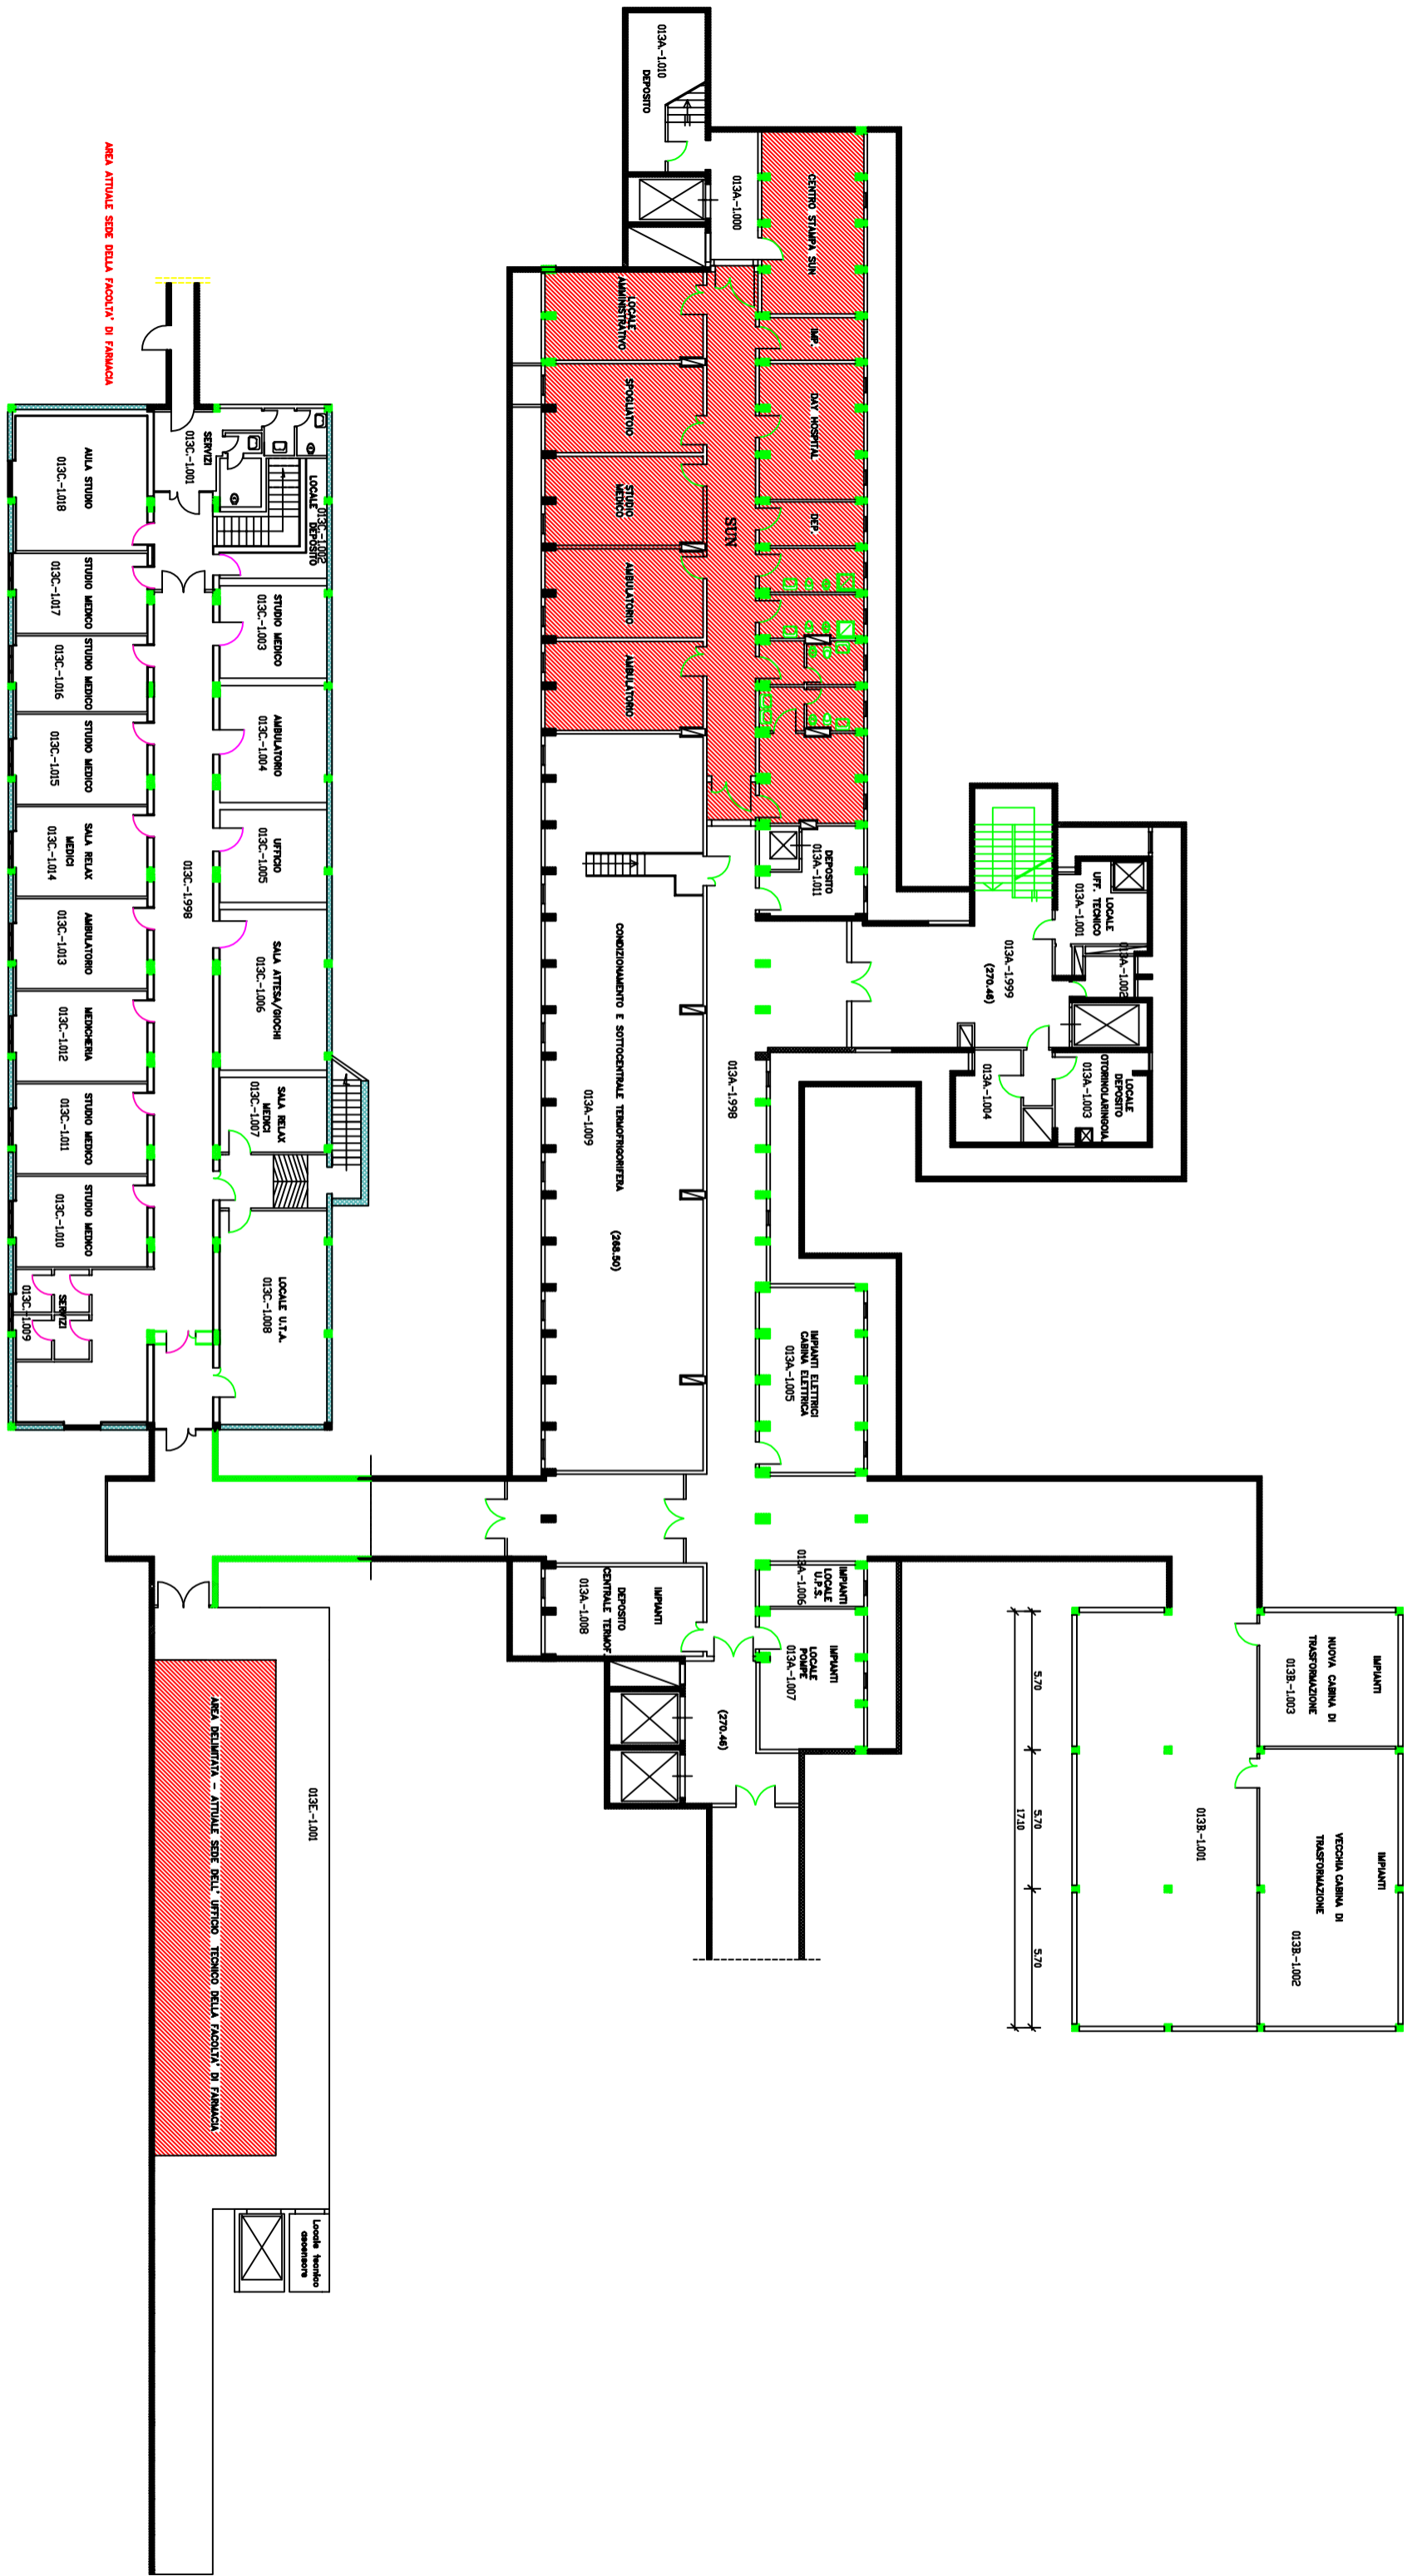 AREA ATTUALE SEDE DELLA FACOLTA' DI FARMACIA
013A.-1.010
DEPOSITO
013A.-1.000
CENTRO STAMPA SUN
IMP.
DAY HOSPITAL
DEP.
SUN
LOCALE
AMMINISTRATIVO
SPOGLIATOIO
STUDIO
MEDICO
AMBULATORIO
AMBULATORIO
DEPOSITO
013A.-1.011
LOCALE
UFF. TECNICO
013A.-1.001
013A.-1.002
013A.-1.999
(270.46)
LOCALE
DEPOSITO
OTORINOLARINGOIA.
013A.-1.003
013A.-1.004
013A.-1.998
CONDIZIONAMENTO E SOTTOCENTRALE TERMOFRIGORIFERA
013A.-1.009
(268.50)
IMPIANTI ELETTRICI
CABINA ELETTRICA
013A.-1.005
IMPIANTI
LOCALE
U.P.S.
013A.-1.006
IMPIANTI
LOCALE
POMPE
013A.-1.007
IMPIANTI
DEPOSITO
CENTRALE TERMOF.
013A.-1.008
(270.46)
IMPIANTI
NUOVA CABINA DI
TRASFORMAZIONE
013B.-1.003
IMPIANTI
VECCHIA CABINA DI
TRASFORMAZIONE
013B.-1.002
013B.-1.001
5.70
5.70
5.70
17.10
SERVIZI
013C.-1.001
LOCALE DEPOSITO
013C.-1.002
STUDIO MEDICO
013C.-1.003
AMBULATORIO
013C.-1.004
UFFICIO
013C.-1.005
SALA ATTESA/GIOCHI
013C.-1.006
SALA RELAX
MEDICI
013C.-1.007
LOCALE U.T.A.
013C.-1.008
013C.-1.998
AULA STUDIO
013C.-1.018
STUDIO MEDICO
013C.-1.017
STUDIO MEDICO
013C.-1.016
STUDIO MEDICO
013C.-1.015
SALA RELAX
MEDICI
013C.-1.014
AMBULATORIO
013C.-1.013
MEDICHERIA
013C.-1.012
STUDIO MEDICO
013C.-1.011
STUDIO MEDICO
013C.-1.010
SERVIZI
013C.-1.009
013E.-1.001
AREA DELIMITATA - ATTUALE SEDE DELL' UFFICIO TECNICO DELLA FACOLTA' DI FARMACIA
Locale tecnico
ascensore